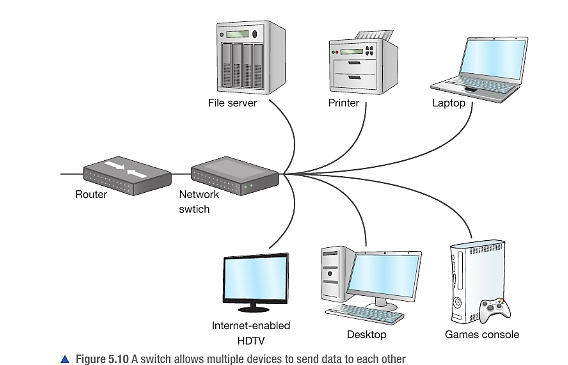 File server
Printer
Laptop
Router
Network
swtich
Internet-enabled
HDTV
Desktop
Games console
▲ Figure 5.10 A switch allows multiple devices to send data to each other